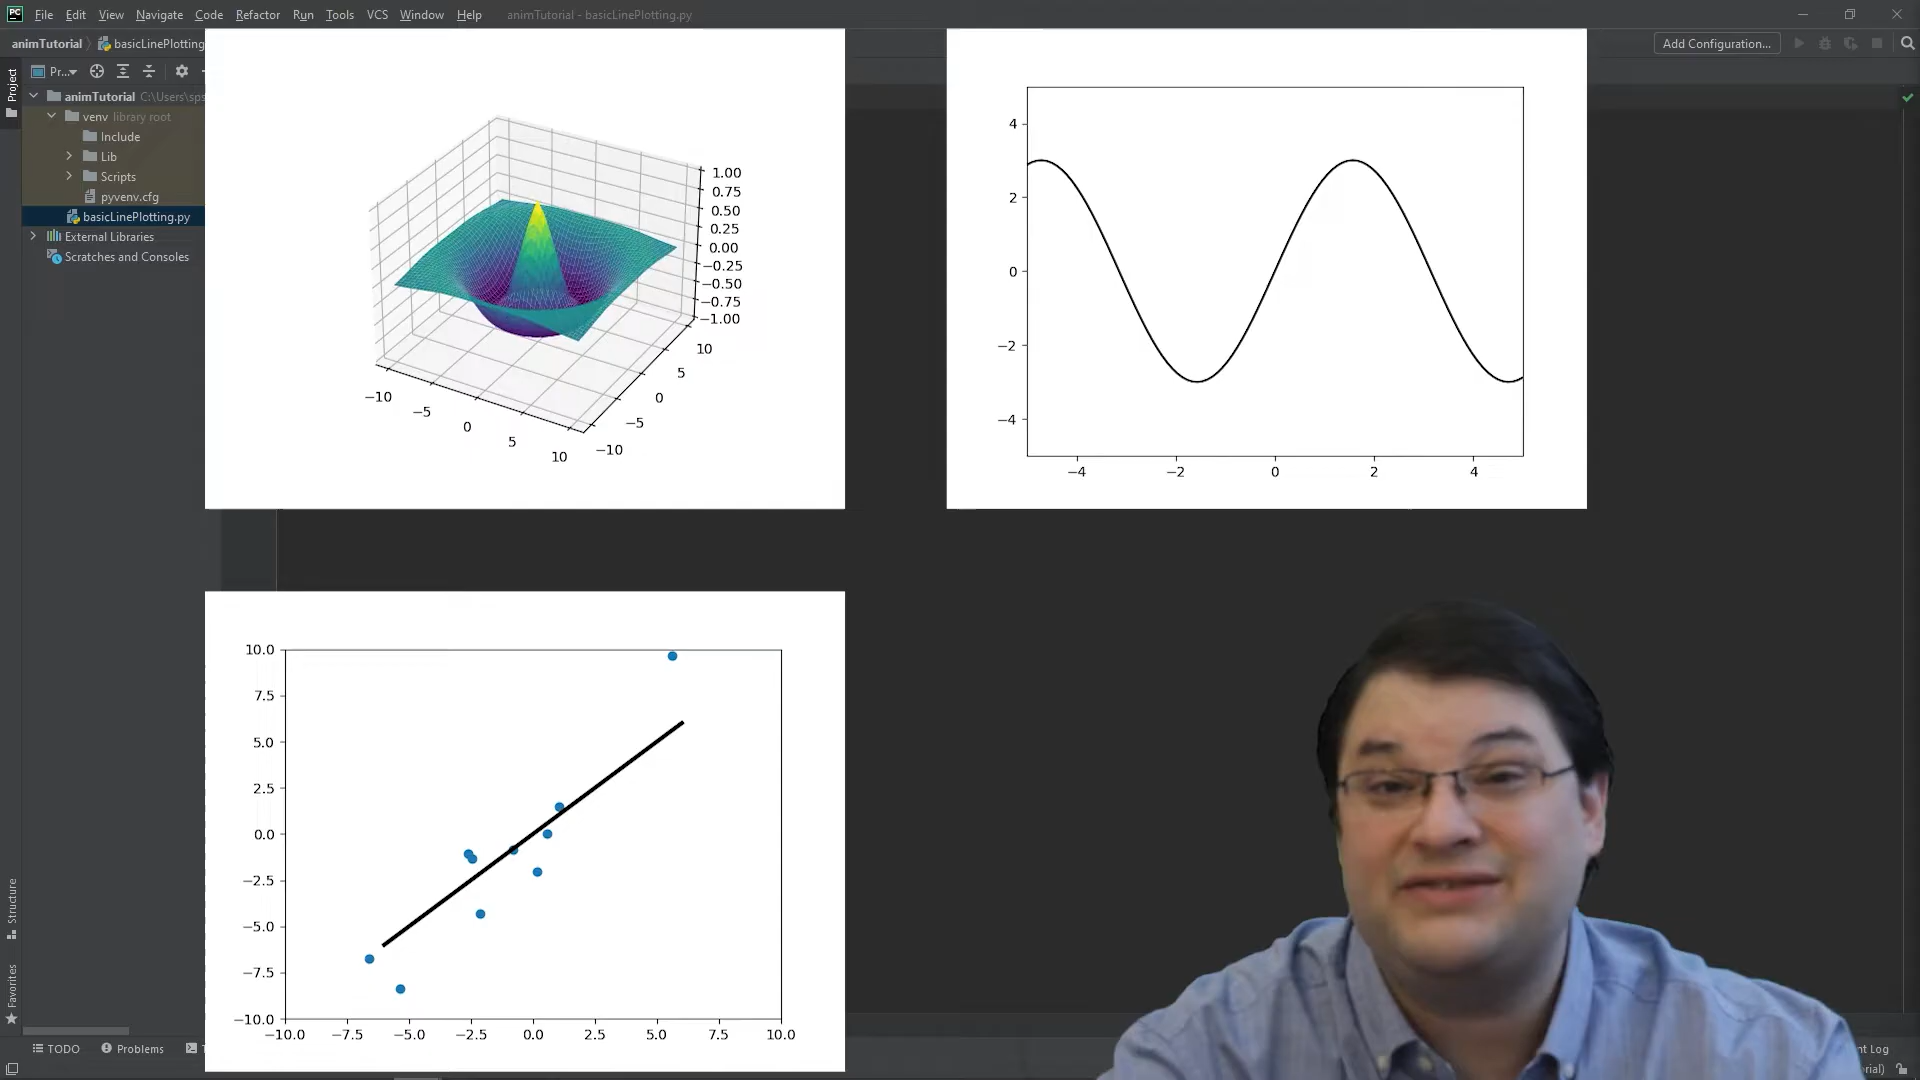 PC File Edit View Navigate Code Refactor Run Tools VCS Window Help animTutorial - basicLinePlotting.py
animTutorial basicLinePlotting
Add Configuration...
Project
Pr...
animTutorial C:\Users\sps
venv library root
Include
Lib
Scripts
pyvenv.cfg
basicLinePlotting.py
External Libraries
Scratches and Consoles
1.00
0.75
0.50
0.25
0.00
−0.25
−0.50
−0.75
−1.00
10
5
0
−5
−10
−10
−5
0
5
10
4
2
0
−2
−4
−4 −2 0 2 4
10.0
7.5
5.0
2.5
0.0
−2.5
−5.0
−7.5
−10.0
−10.0 −7.5 −5.0 −2.5 0.0 2.5 5.0 7.5 10.0
Structure
Favorites
TODO Problems
nt Log
rial)